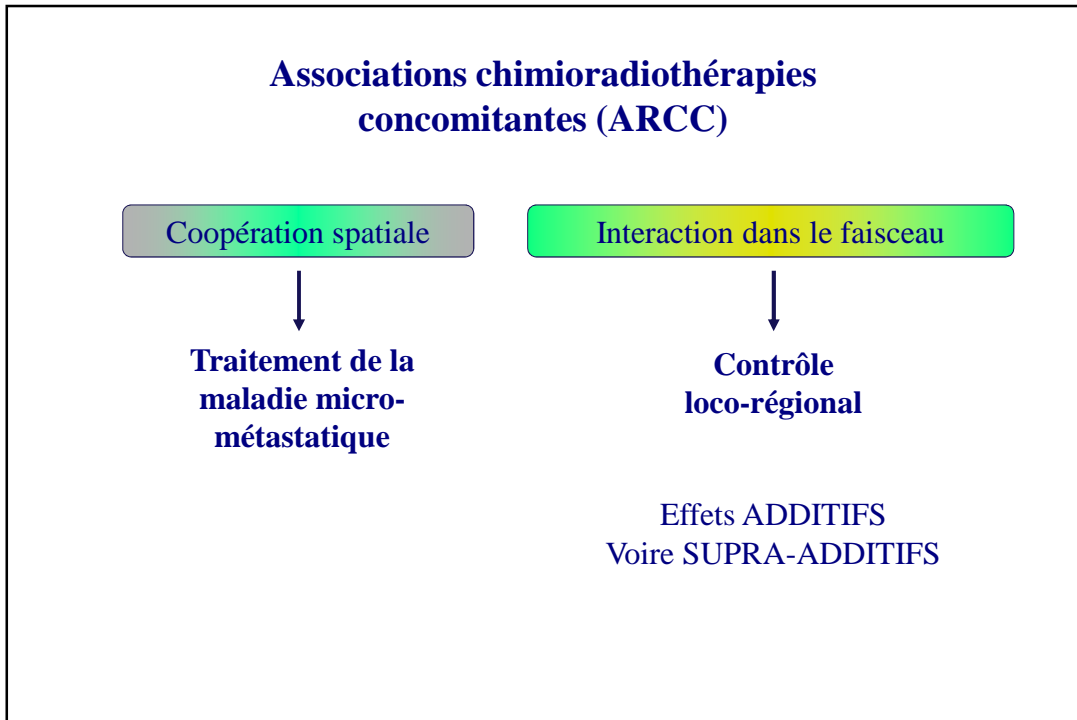 Associations chimioradiothérapies
concomitantes (ARCC)
Coopération spatiale
Interaction dans le faisceau
Traitement de la
maladie micro-
métastatique
Contrôle
loco-régional
Effets ADDITIFS
Voire SUPRA-ADDITIFS